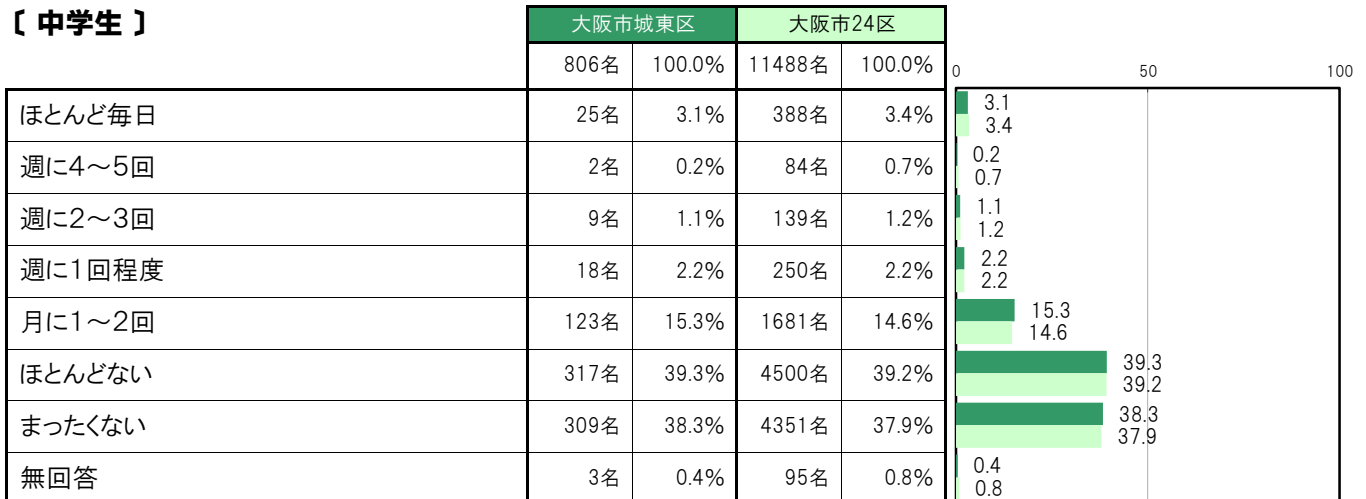 〔 中学生 〕
大阪市城東区 大阪市24区
806名 100.0% 11488名 100.0%
0 50 100
ほとんど毎日 25名 3.1% 388名 3.4% 3.1
3.4
週に4～5回 2名 0.2% 84名 0.7% 0.2
0.7
週に2～3回 9名 1.1% 139名 1.2% 1.1
1.2
週に1回程度 18名 2.2% 250名 2.2% 2.2
2.2
月に1～2回 123名 15.3% 1681名 14.6% 15.3
14.6
ほとんどない 317名 39.3% 4500名 39.2% 39.3
39.2
まったくない 309名 38.3% 4351名 37.9% 38.3
37.9
無回答 3名 0.4% 95名 0.8% 0.4
0.8